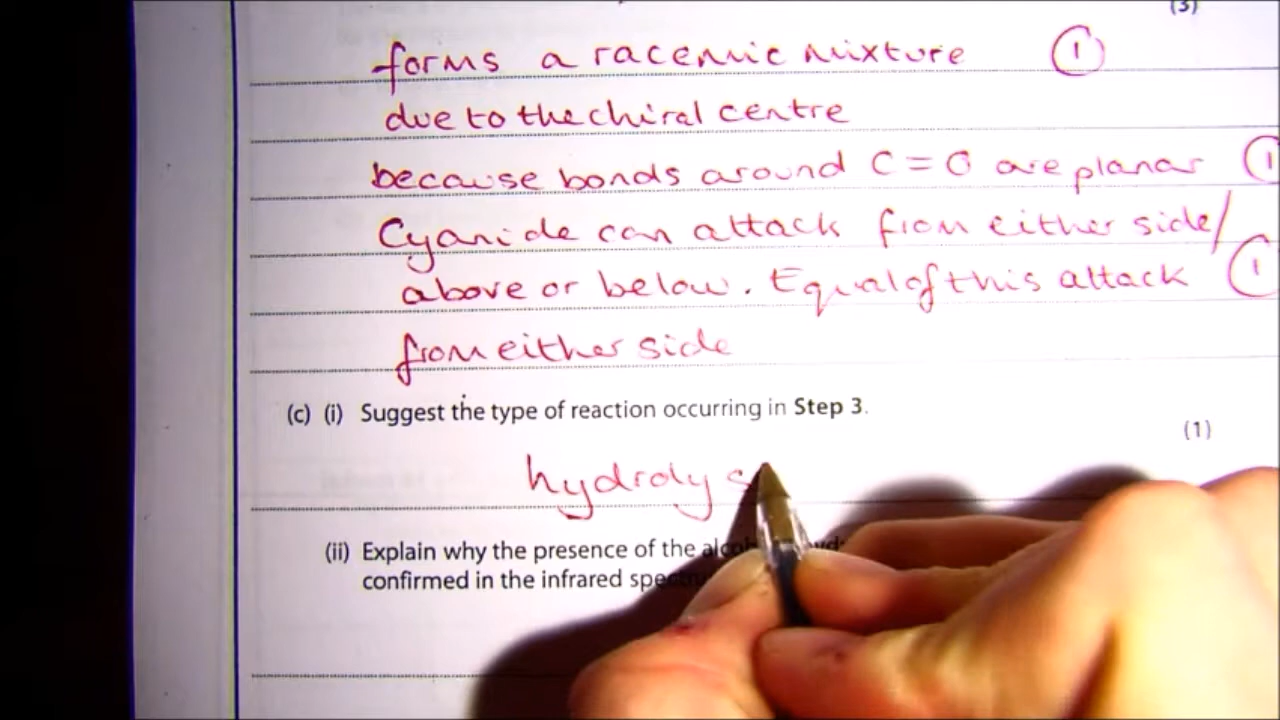 (3)
forms a racemic mixture 1
due to the chiral centre
because bonds around C=O are planar 1
Cyanide can attack from either side/
above or below. Equal of this attack 1
from either side
(c) (i) Suggest the type of reaction occurring in Step 3.
(1)
hydrolys
(ii) Explain why the presence of the
confirmed in the infrared